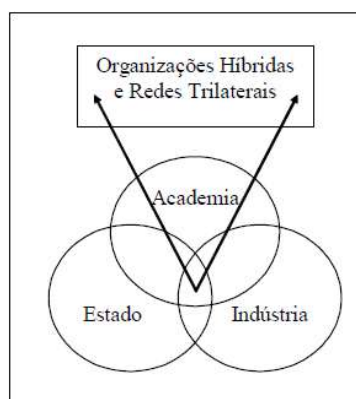 Organizações Híbridas
e Redes Trilaterais
Academia
Estado
Indústria